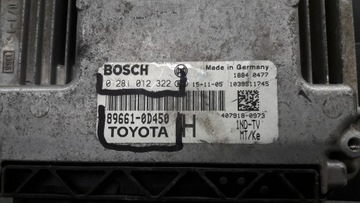 BOSCH
Made in Germany
1884 0477
0 281 012 322
15-11-05 1039S11745
89661-0D450 H
407918-0973
TOYOTA
1ND-TV
MT/Ke